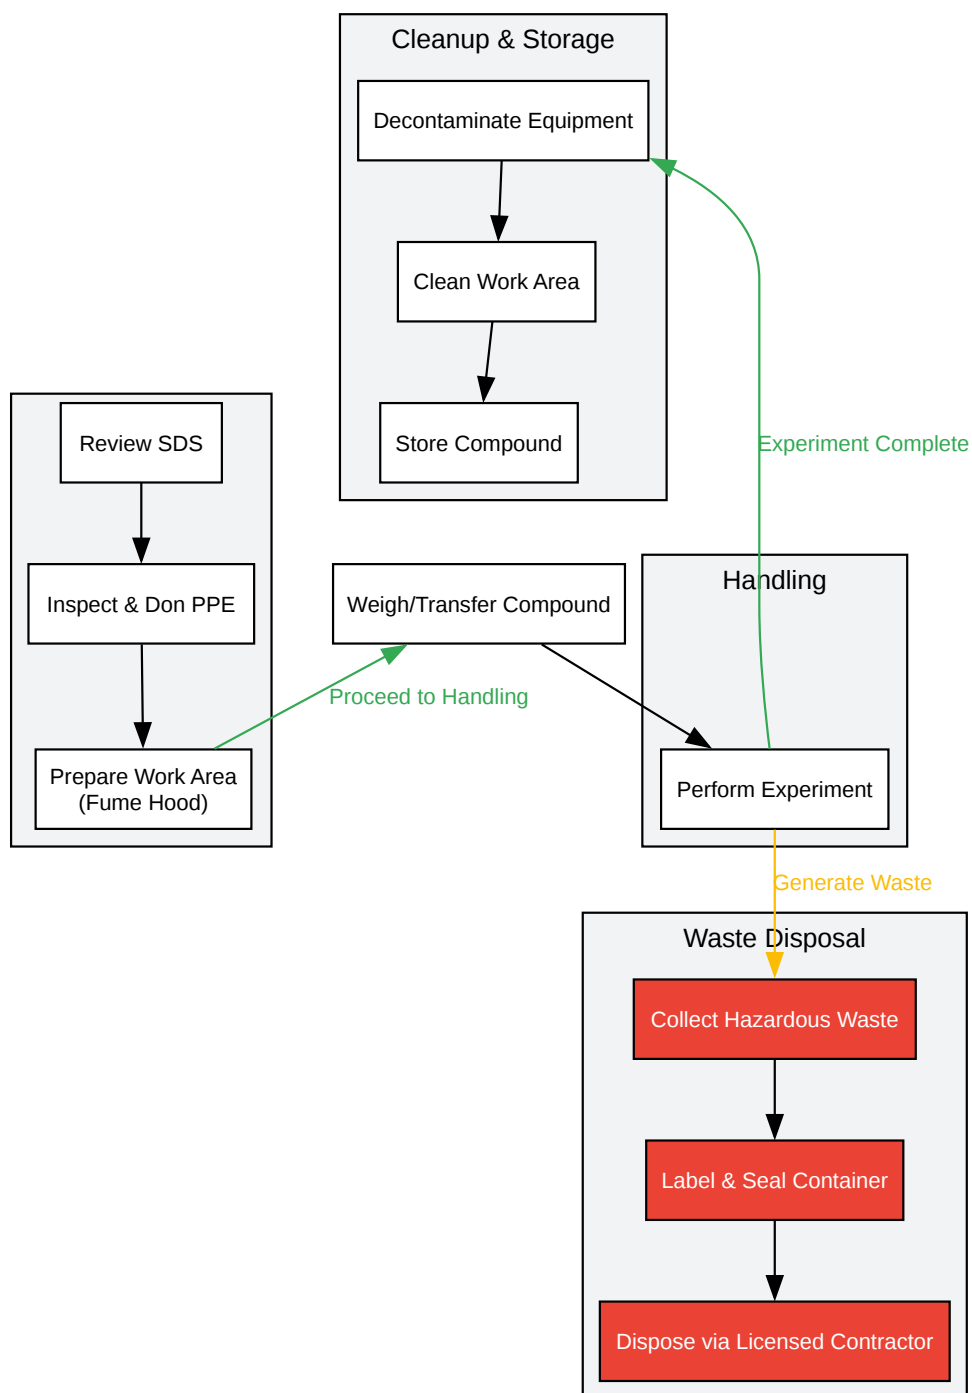 Cleanup & Storage
Decontaminate Equipment
Clean Work Area
Store Compound
Experiment Complete
Review SDS
Inspect & Don PPE
Prepare Work Area
(Fume Hood)
Weigh/Transfer Compound
Proceed to Handling
Handling
Perform Experiment
Generate Waste
Waste Disposal
Collect Hazardous Waste
Label & Seal Container
Dispose via Licensed Contractor